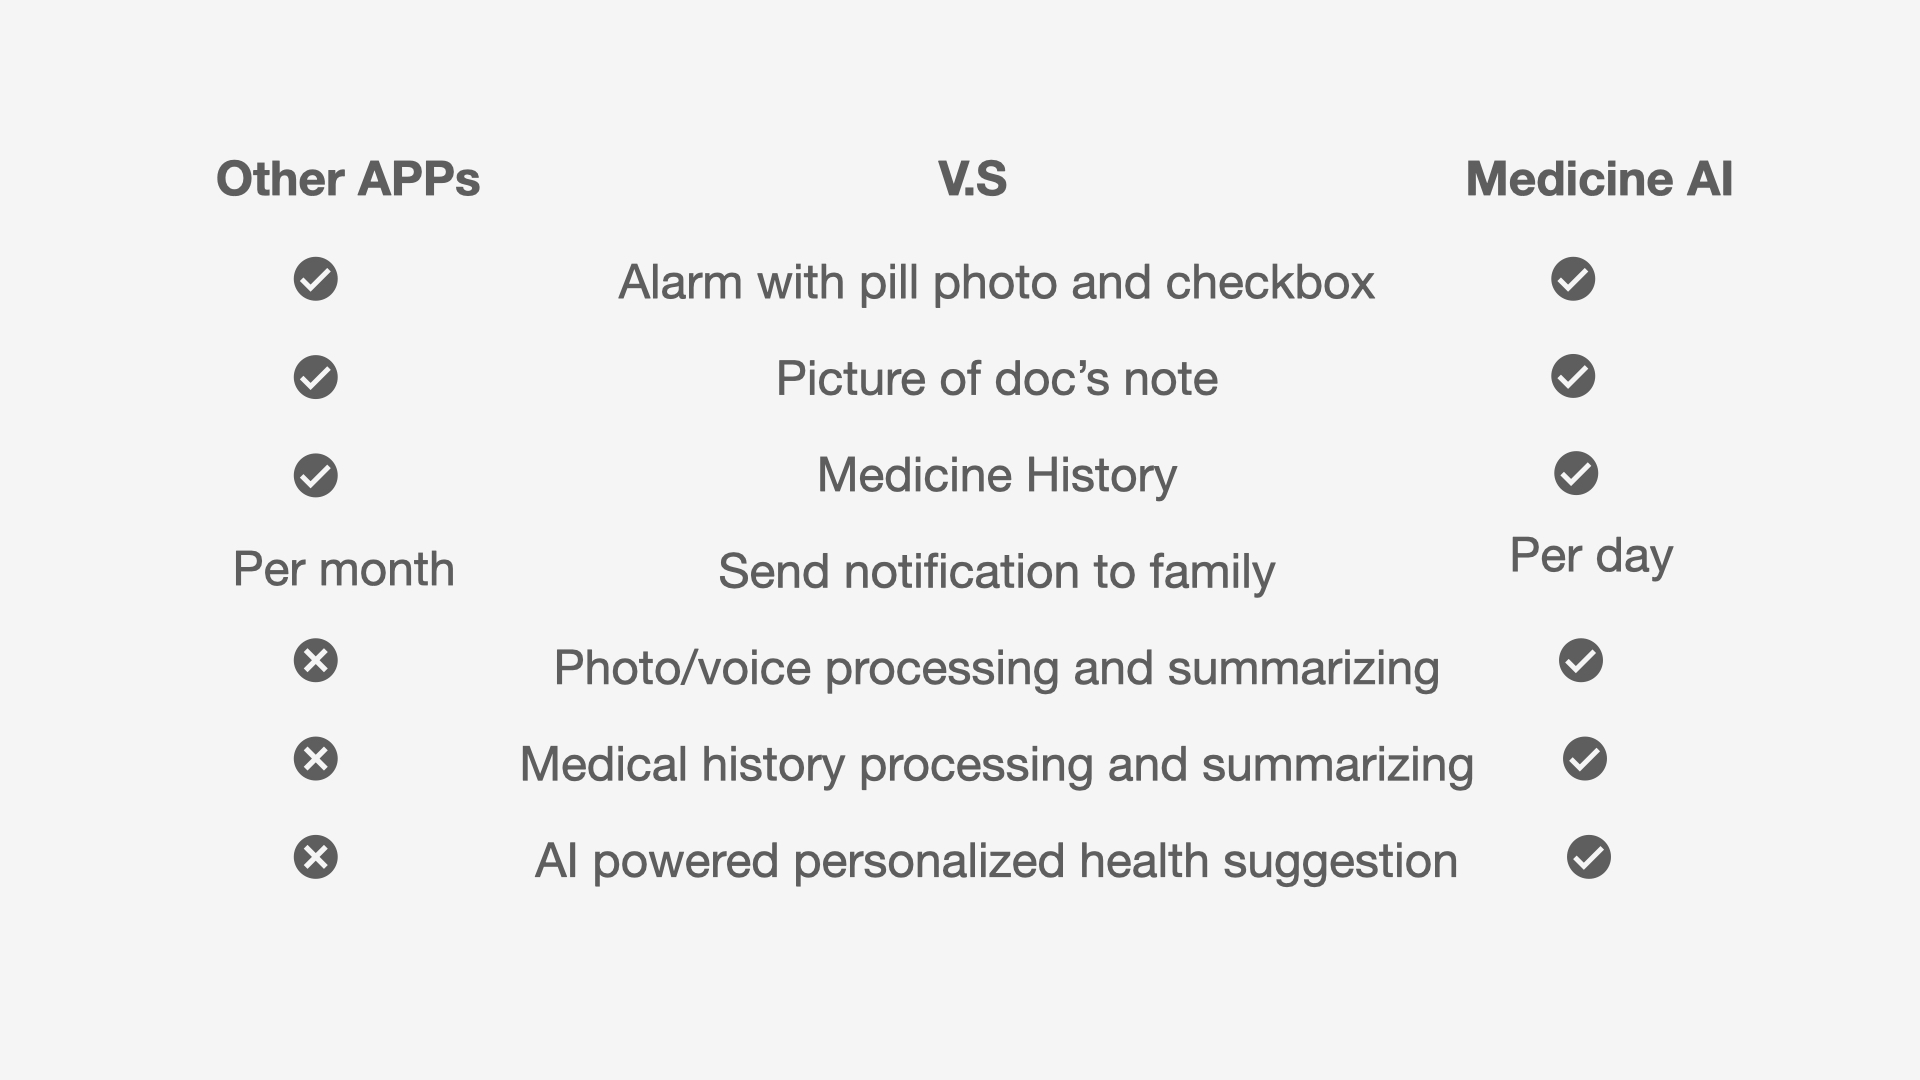 Other APPs V.S Medicine AI
Alarm with pill photo and checkbox
Picture of doc’s note
Medicine History
Per month Send notification to family Per day
Photo/voice processing and summarizing
Medical history processing and summarizing
AI powered personalized health suggestion